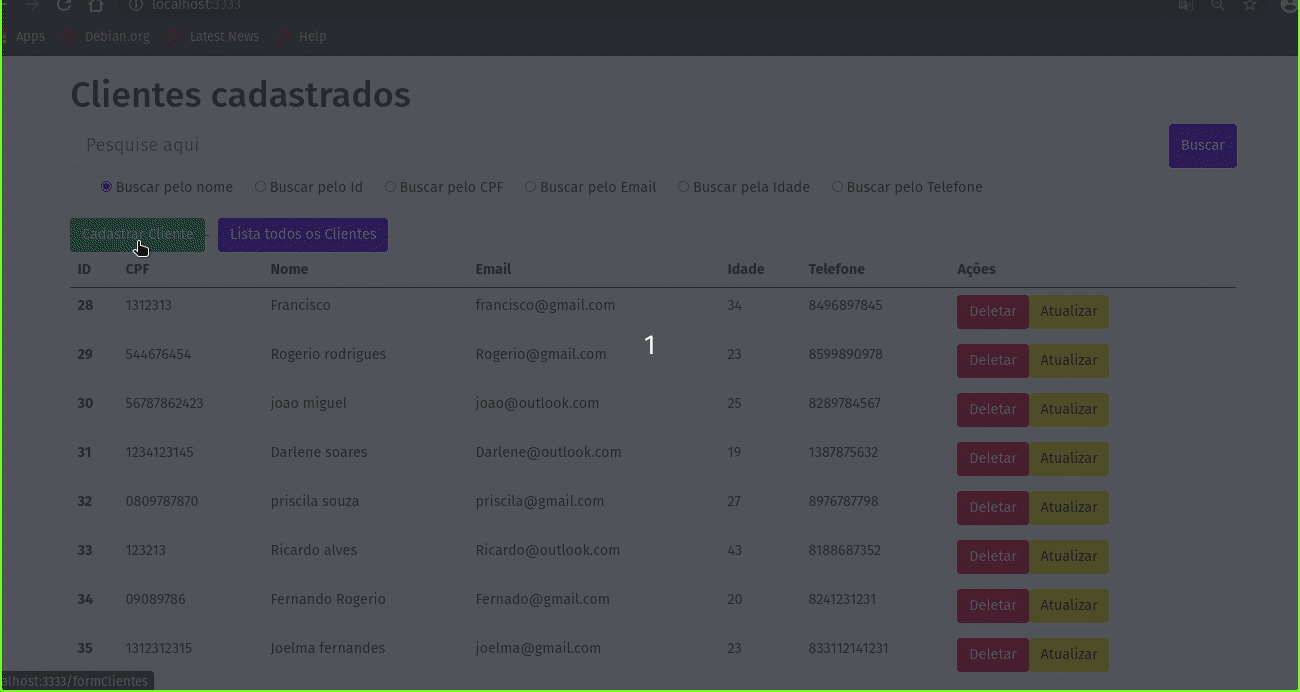 localhost:3333
Apps Debian.org Latest News Help
Clientes cadastrados
Pesquise aqui Buscar
Buscar pelo nome Buscar pelo Id Buscar pelo CPF Buscar pelo Email Buscar pela Idade Buscar pelo Telefone
Cadastrar Cliente - Lista todos os Clientes
ID CPF Nome Email Idade Telefone Ações
28 1312313 Francisco francisco@gmail.com 34 8496897845 Deletar Atualizar
1
29 544676454 Rogerio rodrigues Rogerio@gmail.com 23 8599890978 Deletar Atualizar
30 56787862423 joao miguel joao@outlook.com 25 8289784567 Deletar Atualizar
31 1234123145 Darlene soares Darlene@outlook.com 19 1387875632 Deletar Atualizar
32 0809787870 priscila souza priscila@gmail.com 27 8976787798 Deletar Atualizar
33 123213 Ricardo alves Ricardo@outlook.com 43 8188687352 Deletar Atualizar
34 09089786 Fernando Rogerio Fernado@gmail.com 20 8241231231 Deletar Atualizar
35 1312312315 Joelma fernandes joelma@gmail.com 23 833112141231 Deletar Atualizar
alhost:3333/formClientes